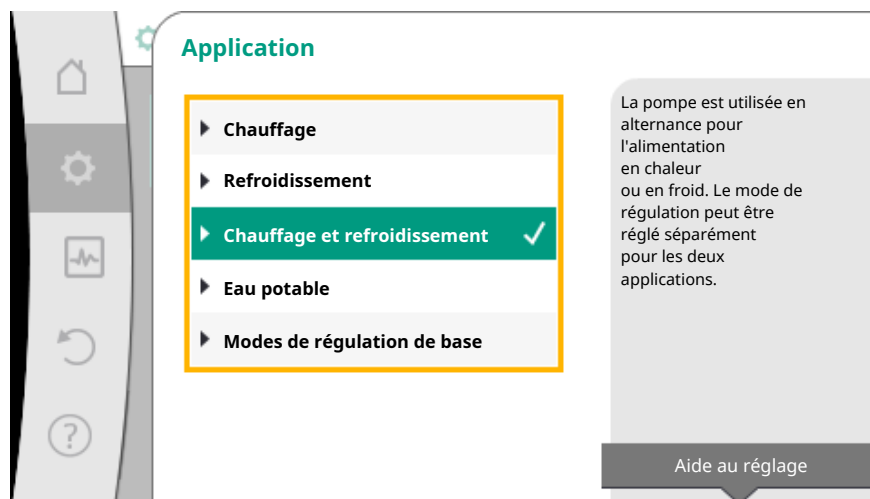 Application
Chauffage
Refroidissement
Chauffage et refroidissement
Eau potable
Modes de régulation de base
La pompe est utilisée en
alternance pour
l'alimentation
en chaleur
ou en froid. Le mode de
régulation peut être
réglé séparément
pour les deux
applications.
Aide au réglage